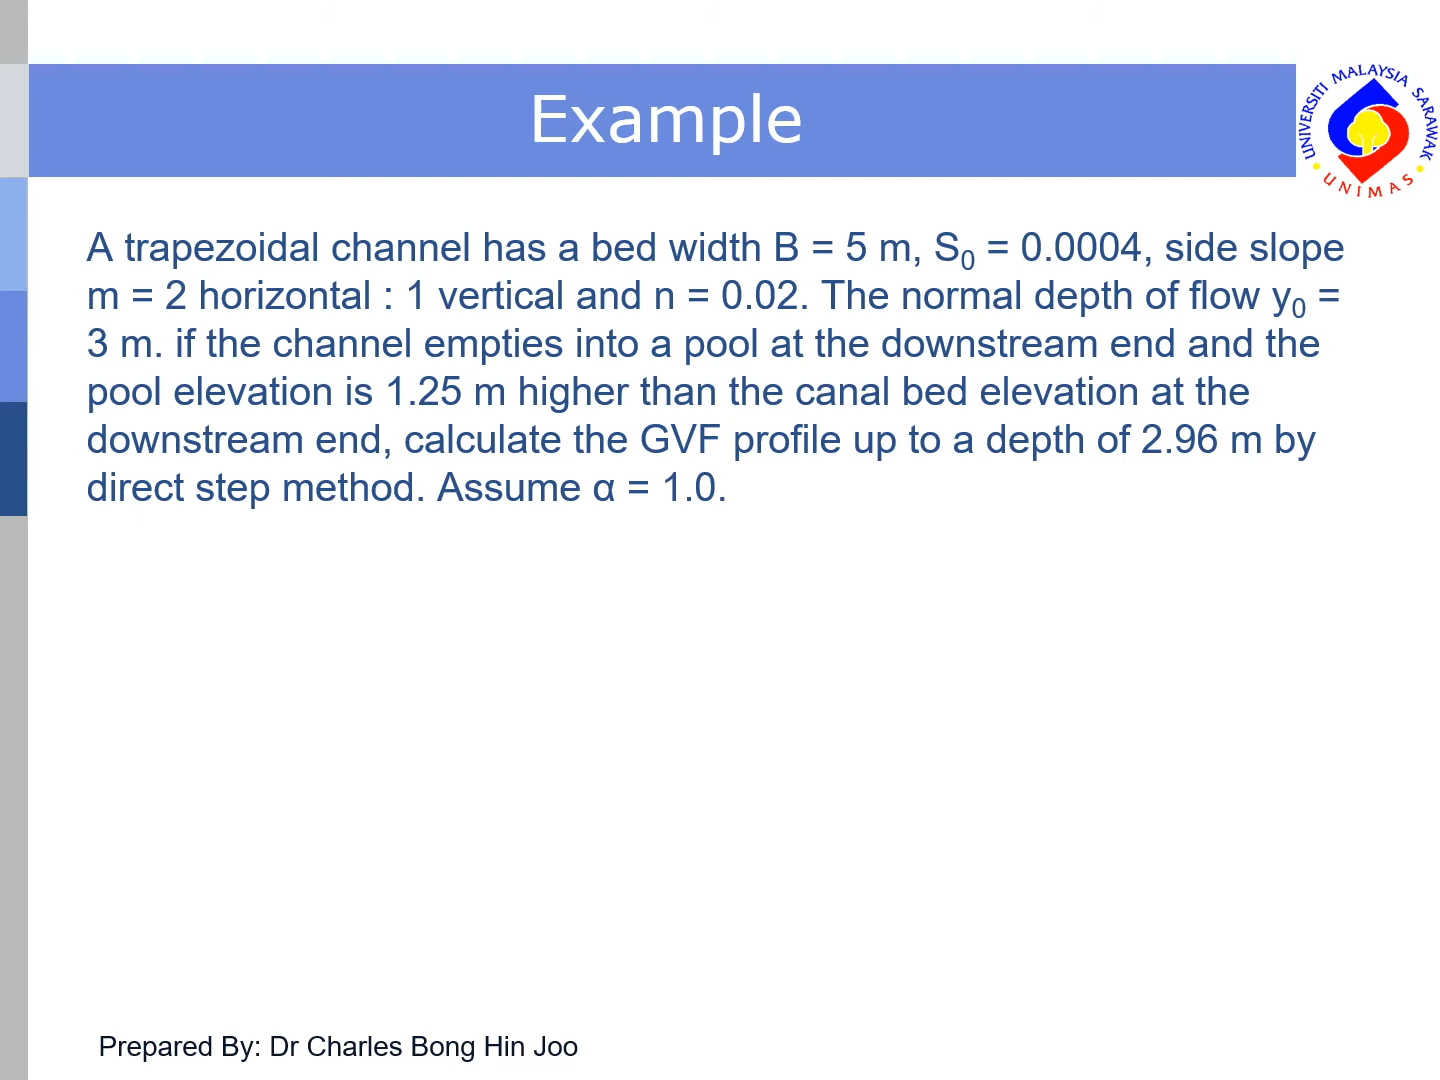 Example
UNIVERSITI MALAYSIA SARAWAK
UNIMAS
A trapezoidal channel has a bed width B = 5 m, S₀ = 0.0004, side slope
m = 2 horizontal : 1 vertical and n = 0.02. The normal depth of flow y₀ =
3 m. if the channel empties into a pool at the downstream end and the
pool elevation is 1.25 m higher than the canal bed elevation at the
downstream end, calculate the GVF profile up to a depth of 2.96 m by
direct step method. Assume α = 1.0.
Prepared By: Dr Charles Bong Hin Joo